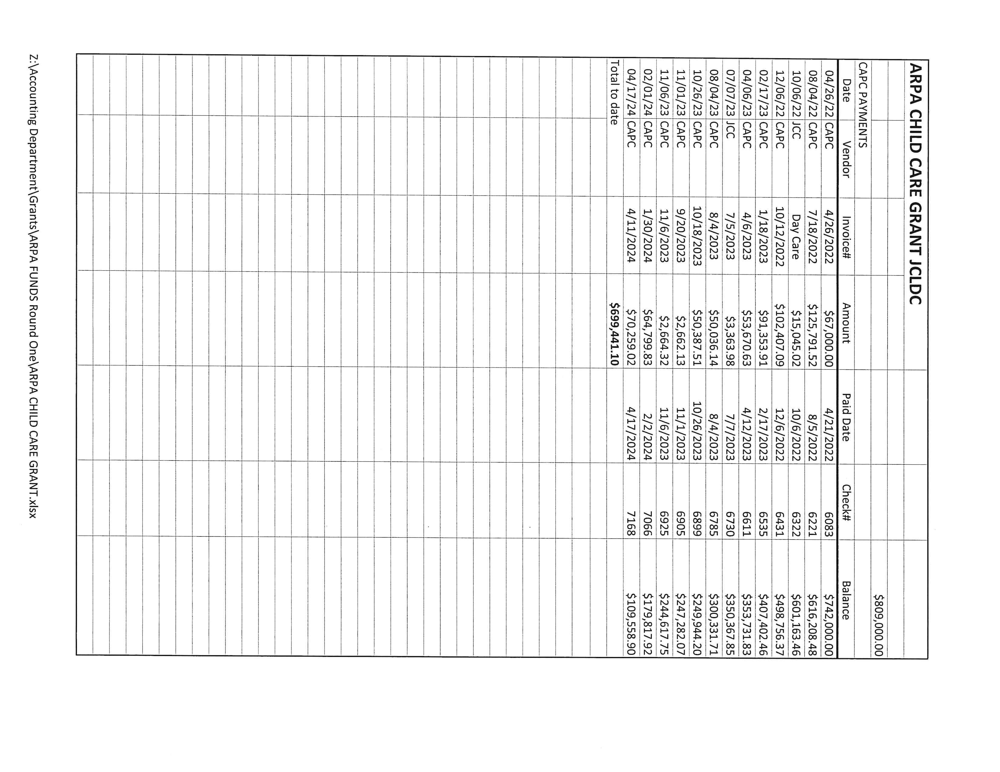 ARPA CHILD CARE GRANT JCLDC
$809,000.00
CAPC PAYMENTS
Date Vendor Invoice# Amount Paid Date Check# Balance
04/26/22 CAPC 4/26/2022 $67,000.00 4/21/2022 6083 $742,000.00
08/04/22 CAPC 7/18/2022 $125,791.52 8/5/2022 6221 $616,208.48
10/06/22 JCC Day Care $15,045.02 10/6/2022 6322 $601,163.46
12/06/22 CAPC 10/12/2022 $102,407.09 12/6/2022 6431 $498,756.37
02/17/23 CAPC 1/18/2023 $91,353.91 2/17/2023 6535 $407,402.46
04/06/23 CAPC 4/6/2023 $53,670.63 4/12/2023 6611 $353,731.83
07/07/23 JCC 7/5/2023 $3,363.98 7/7/2023 6730 $350,367.85
08/04/23 CAPC 8/4/2023 $50,036.14 8/4/2023 6785 $300,331.71
10/26/23 CAPC 10/18/2023 $50,387.51 10/26/2023 6899 $249,944.20
11/01/23 CAPC 9/20/2023 $2,662.13 11/1/2023 6905 $247,282.07
11/06/23 CAPC 11/6/2023 $2,664.32 11/6/2023 6925 $244,617.75
02/01/24 CAPC 1/30/2024 $64,799.83 2/2/2024 7066 $179,817.92
04/17/24 CAPC 4/11/2024 $70,259.02 4/17/2024 7168 $109,558.90
Total to date $699,441.10
Z:\Accounting Department\Grants\ARPA FUNDS Round One\ARPA CHILD CARE GRANT.xlsx